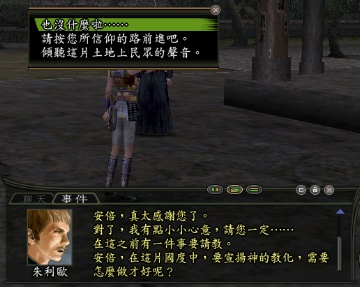 也沒什麼啦……
請按您所信仰的路前進吧。
傾聽這片土地上民眾的聲音。
聊天
事件
安倍，真太感謝您了。
對了，我有點小小心意，請您一定……
在這之前有一件事要請教。
安倍，在這片國度中，要宣揚神的教化，需要
怎麼做才好呢？
朱利歐